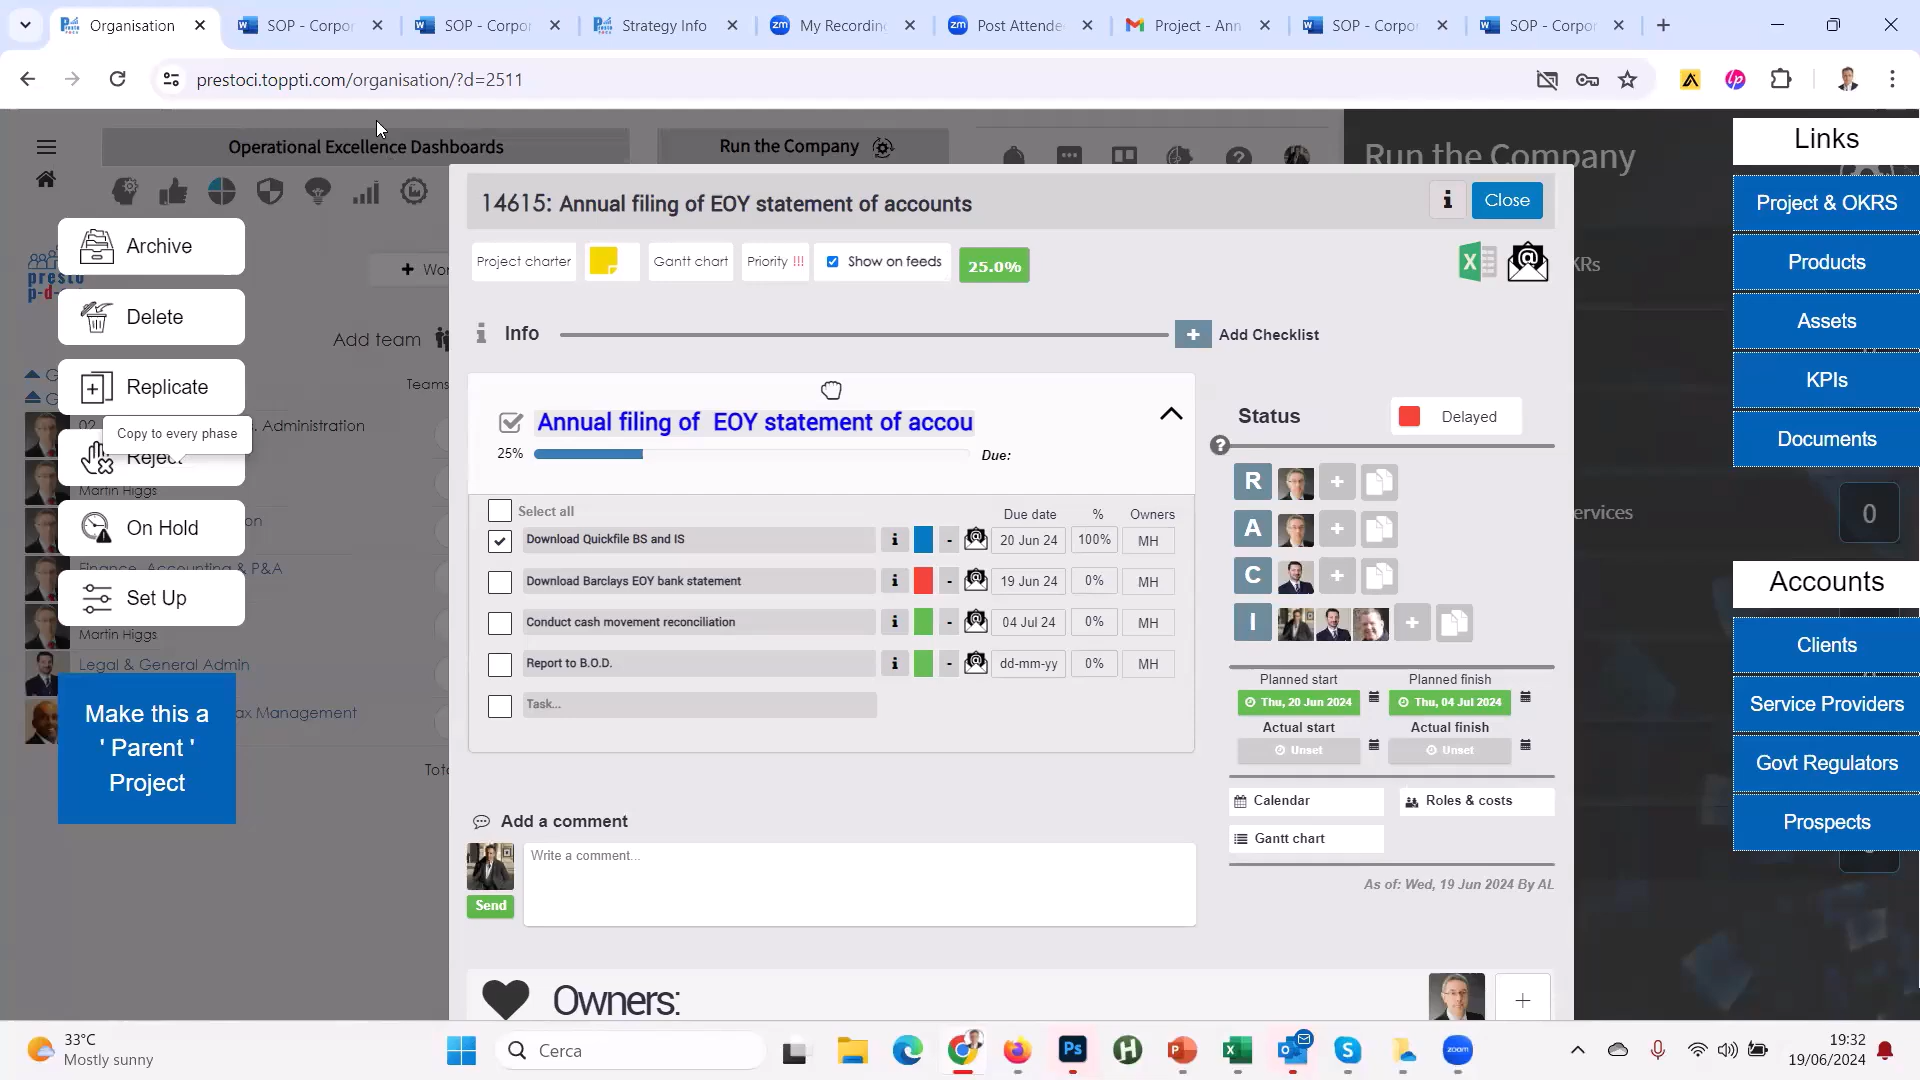 Organisation
SOP - Corpor
SOP - Corpor
Strategy Info
My Recording
Post Attende
Project - Ann
SOP - Corpor
SOP - Corpor
prestoci.toppti.com/organisation/?d=2511
Operational Excellence Dashboards
Run the Company
Run the Company
Links
14615: Annual filing of EOY statement of accounts
Close
Project & OKRS
Archive
Project charter
Gantt chart
Priority !!!
Show on feeds
25.0%
KRs
Products
presto
p-d-
Wor
Delete
Add team
Info
Add Checklist
Assets
Teams
Replicate
KPIs
Copy to every phase
Administration
Annual filing of  EOY statement of accou
Status
Delayed
Documents
25%
Due:
Reject
Martin Higgs
Select all
Due date
%
Owners
R
ervices
0
On Hold
Download Quickfile BS and IS
20 Jun 24
100%
MH
A
Finance, Accounting & P&A
Download Barclays EOY bank statement
19 Jun 24
0%
MH
C
Accounts
Set Up
Conduct cash movement reconciliation
04 Jul 24
0%
MH
I
Martin Higgs
Clients
Legal & General Admin
Report to B.O.D.
dd-mm-yy
0%
MH
Planned start
Planned finish
Thu, 20 Jun 2024
Thu, 04 Jul 2024
Service Providers
Make this a
' Parent '
Project
ax Management
Task...
Actual start
Actual finish
Unset
Unset
Govt Regulators
Tot
Calendar
Roles & costs
Add a comment
Prospects
Gantt chart
Write a comment...
As of: Wed, 19 Jun 2024 By AL
Send
Owners:
33°C
Mostly sunny
Cerca
19:32
19/06/2024